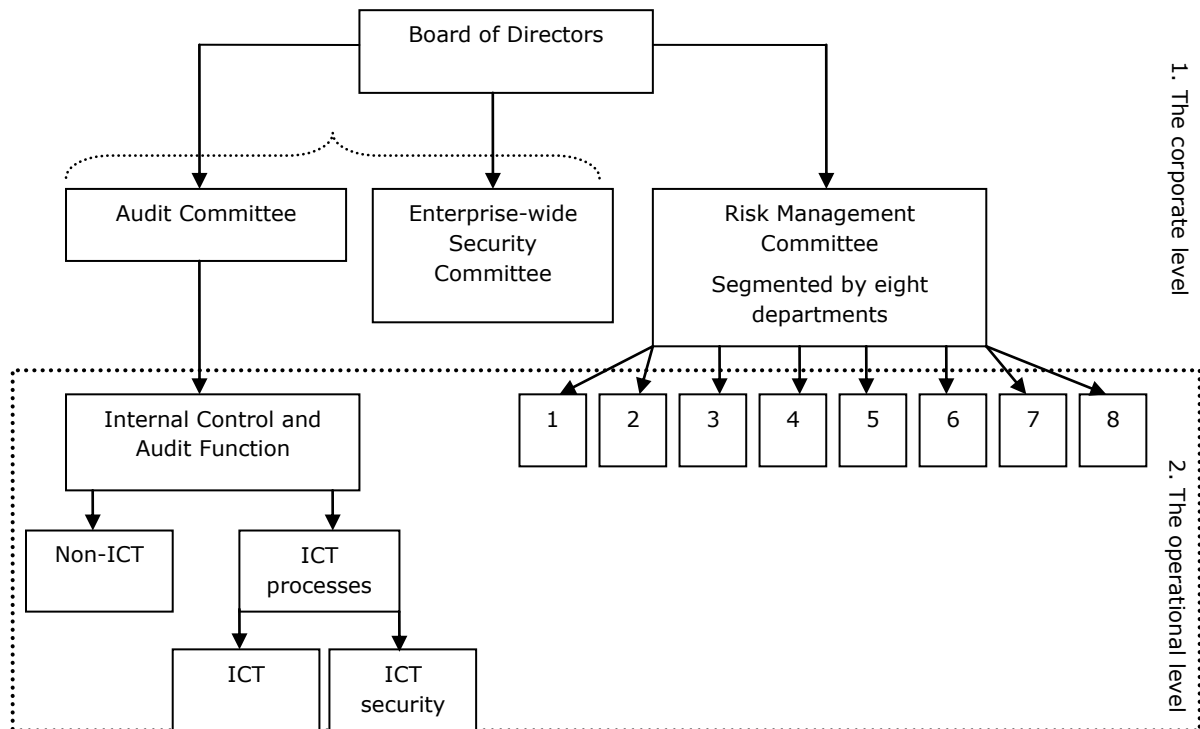 Board of Directors
1. The corporate level
Audit Committee
Enterprise-wide
Security
Committee
Risk Management
Committee
Segmented by eight
departments
Internal Control and
Audit Function
1
2
3
4
5
6
7
8
2. The operational level
Non-ICT
ICT
processes
ICT
ICT
security